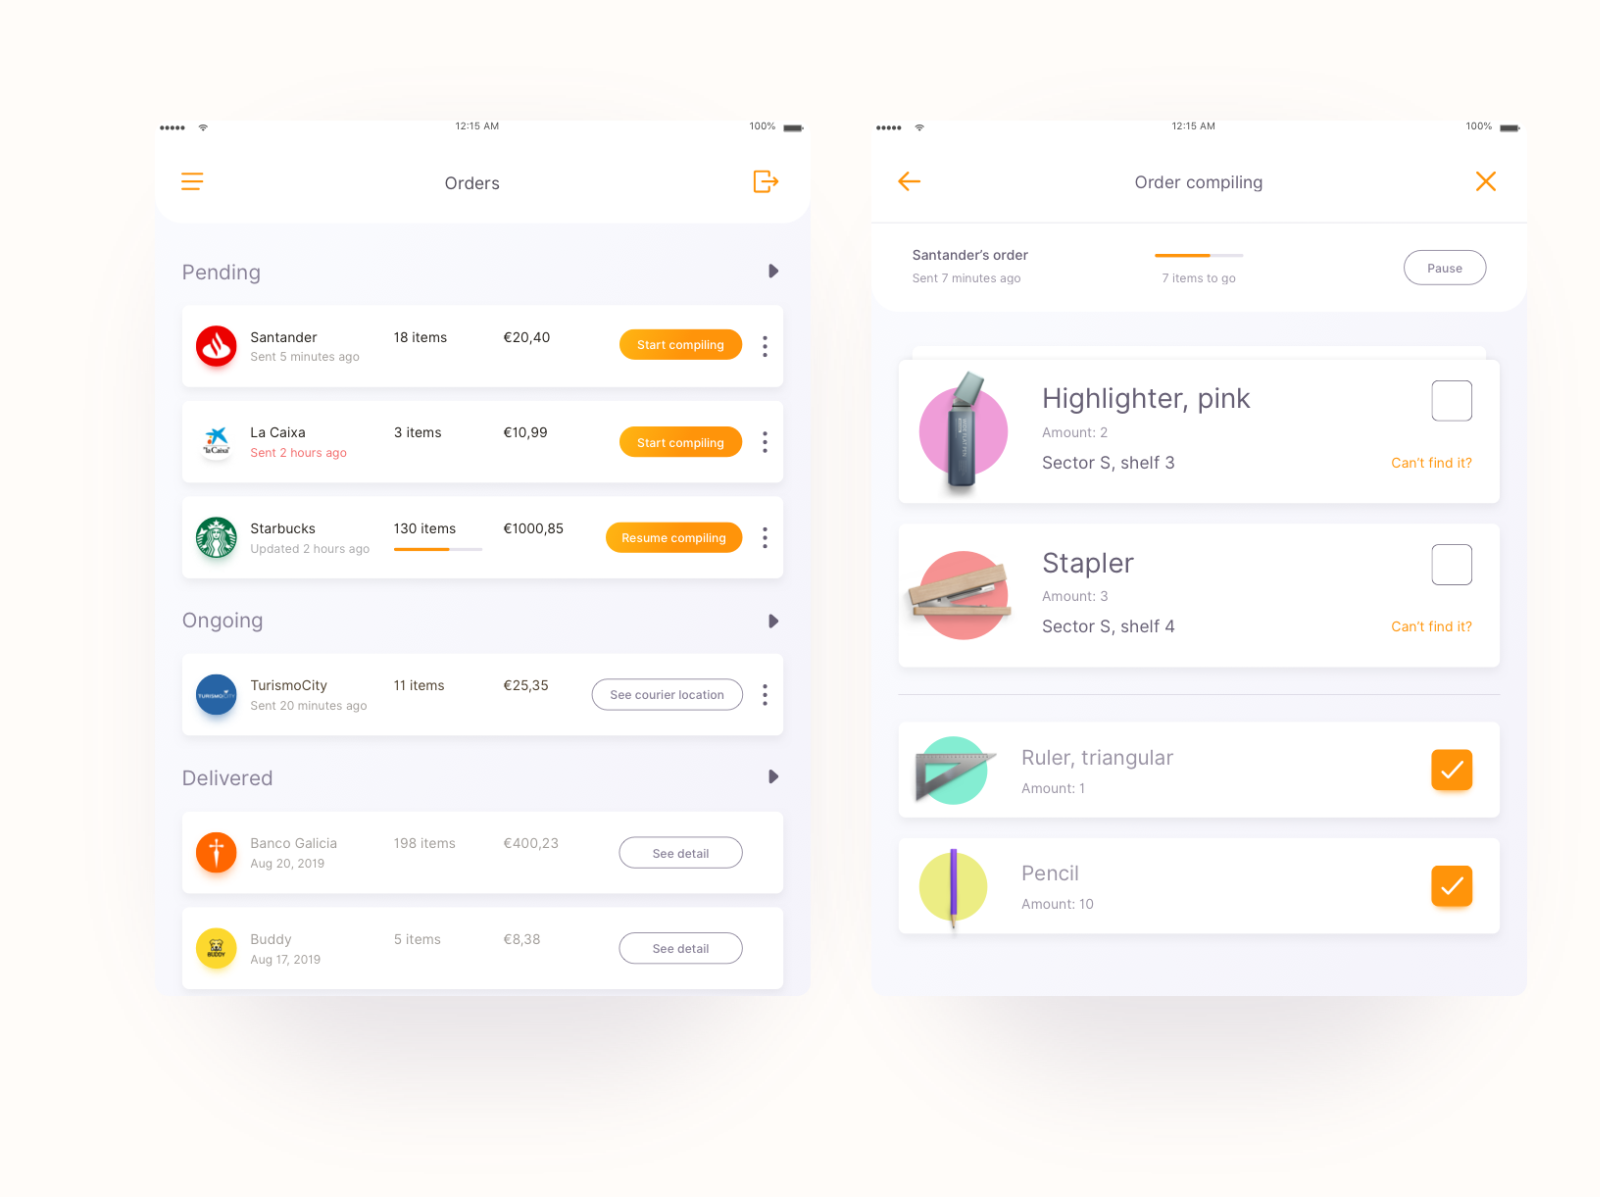 12:15 AM
100%
Orders
Pending
Santander
Sent 5 minutes ago
18 items
€20,40
Start compiling
"la Caixa"
La Caixa
Sent 2 hours ago
3 items
€10,99
Start compiling
Starbucks
Updated 2 hours ago
130 items
€1000,85
Resume compiling
Ongoing
TURISMOCITY
TurismoCity
Sent 20 minutes ago
11 items
€25,35
See courier location
Delivered
Banco Galicia
Aug 20, 2019
198 items
€400,23
See detail
BUDDY
Buddy
Aug 17, 2019
5 items
€8,38
See detail
12:15 AM
100%
Order compiling
Santander's order
Sent 7 minutes ago
7 items to go
Pause
Highlighter, pink
Amount: 2
Sector S, shelf 3
Can't find it?
Stapler
Amount: 3
Sector S, shelf 4
Can't find it?
Ruler, triangular
Amount: 1
Pencil
Amount: 10